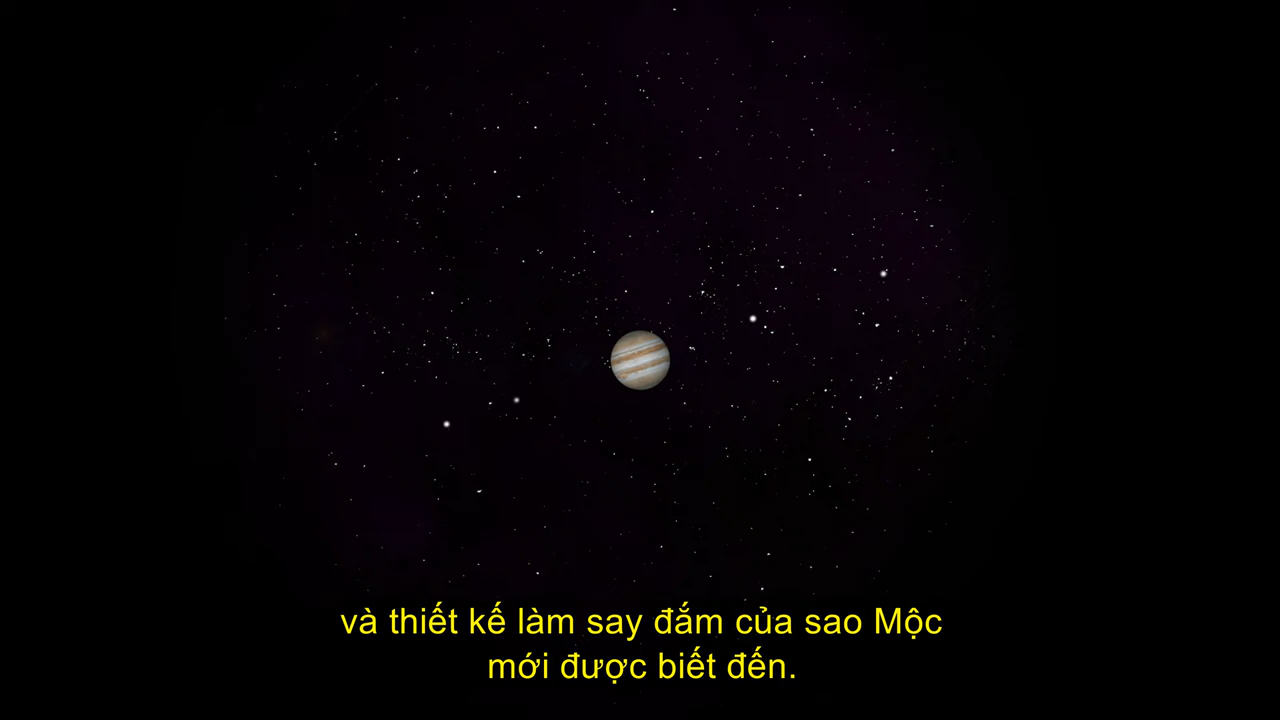 và thiết kế làm say đắm của sao Mộc
mới được biết đến.